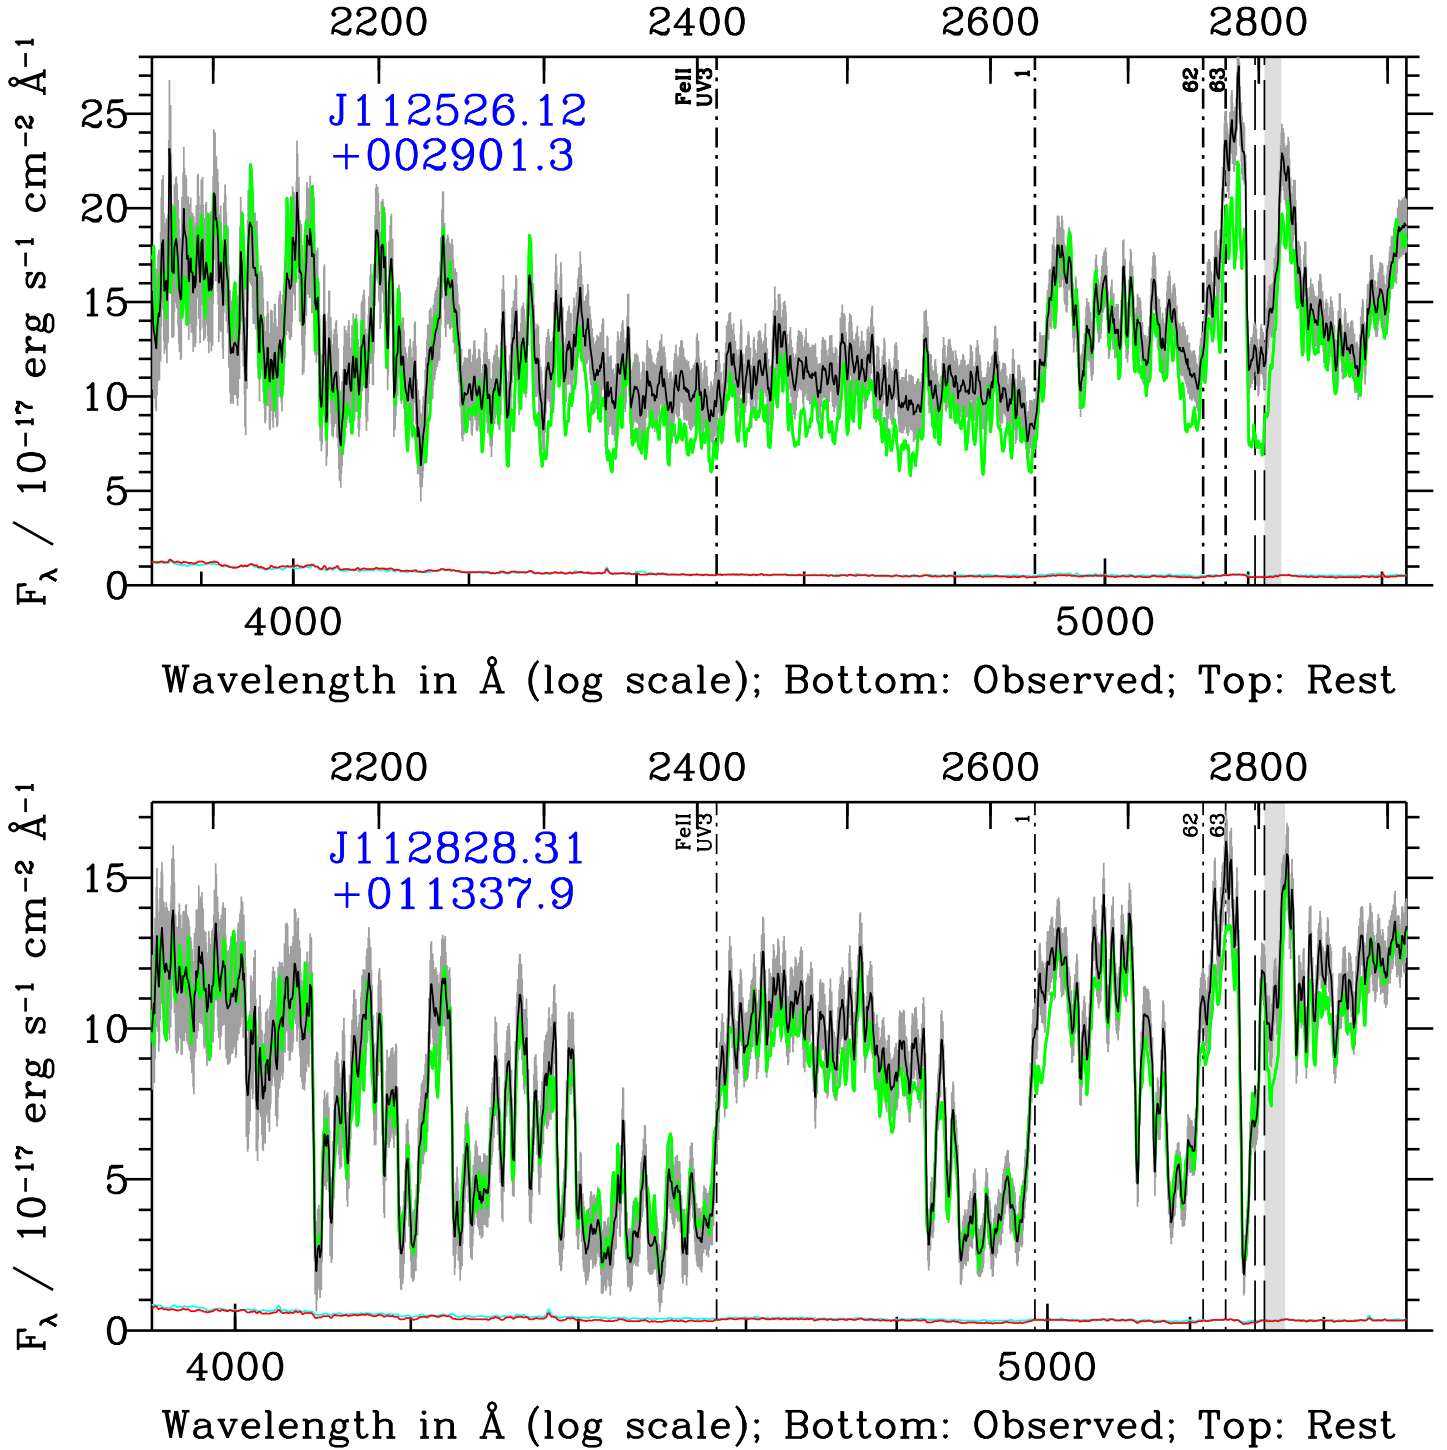 2200 2400 2600 2800
F_λ / 10⁻¹⁷ erg s⁻¹ cm⁻² Å⁻¹
25
20
15
10
5
0
J112526.12
+002901.3
FeII
UV3
1
62
63
4000 5000
Wavelength in Å (log scale); Bottom: Observed; Top: Rest
2200 2400 2600 2800
F_λ / 10⁻¹⁷ erg s⁻¹ cm⁻² Å⁻¹
15
10
5
0
J112828.31
+011337.9
FeII
UV3
1
62
63
4000 5000
Wavelength in Å (log scale); Bottom: Observed; Top: Rest